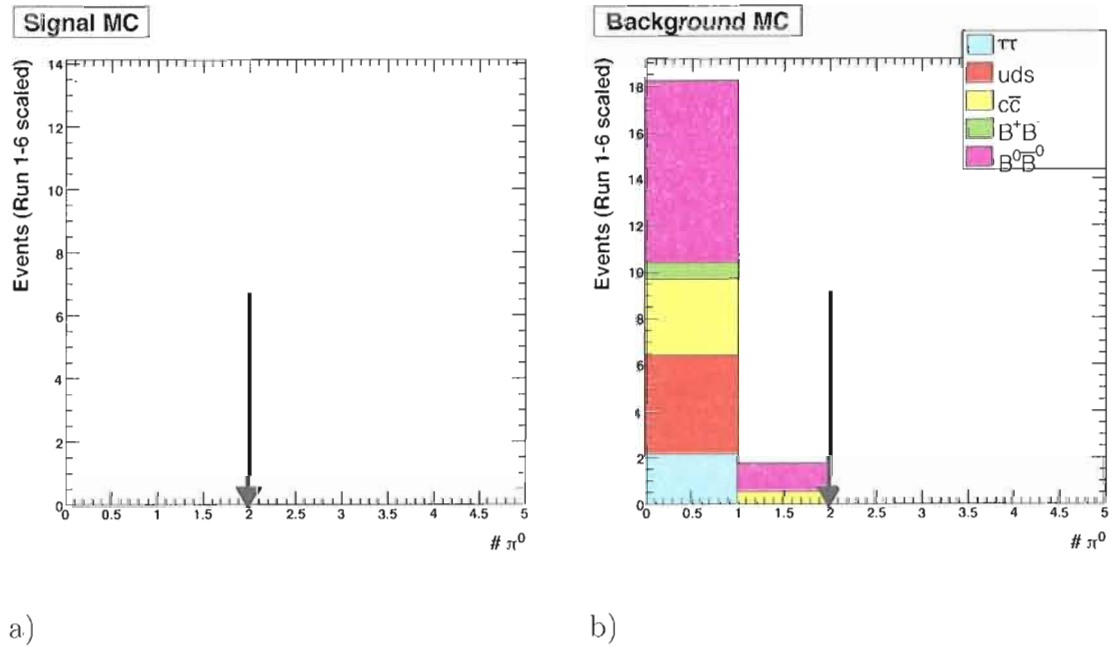 Signal MC
Events (Run 1-6 scaled)
14
12
10
8
6
4
2
0
0 0.5 1 1.5 2 2.5 3 3.5 4 4.5 5
# π⁰
a)
Background MC
Events (Run 1-6 scaled)
18
16
14
12
10
8
6
4
2
0
0 0.5 1 1.5 2 2.5 3 3.5 4 4.5 5
# π⁰
ττ
uds
cc̅
B⁺B⁻
B⁰B̅⁰
b)